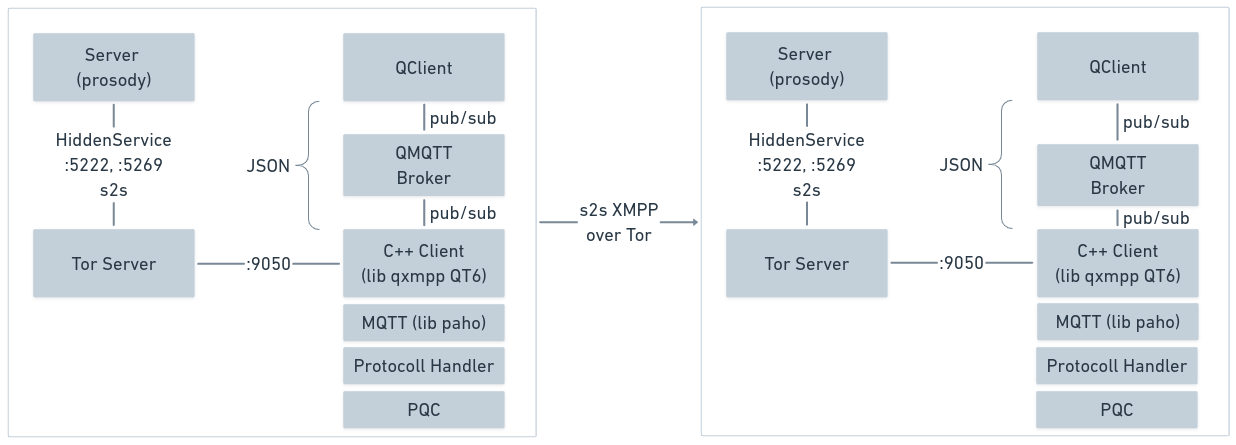 Server
(prosody)
HiddenService
:5222, :5269
s2s
Tor Server
:9050
JSON
QClient
pub/sub
QMQTT
Broker
pub/sub
C++ Client
(lib qxmpp QT6)
MQTT (lib paho)
Protocoll Handler
PQC
s2s XMPP
over Tor
Server
(prosody)
HiddenService
:5222, :5269
s2s
Tor Server
:9050
JSON
QClient
pub/sub
QMQTT
Broker
pub/sub
C++ Client
(lib qxmpp QT6)
MQTT (lib paho)
Protocoll Handler
PQC